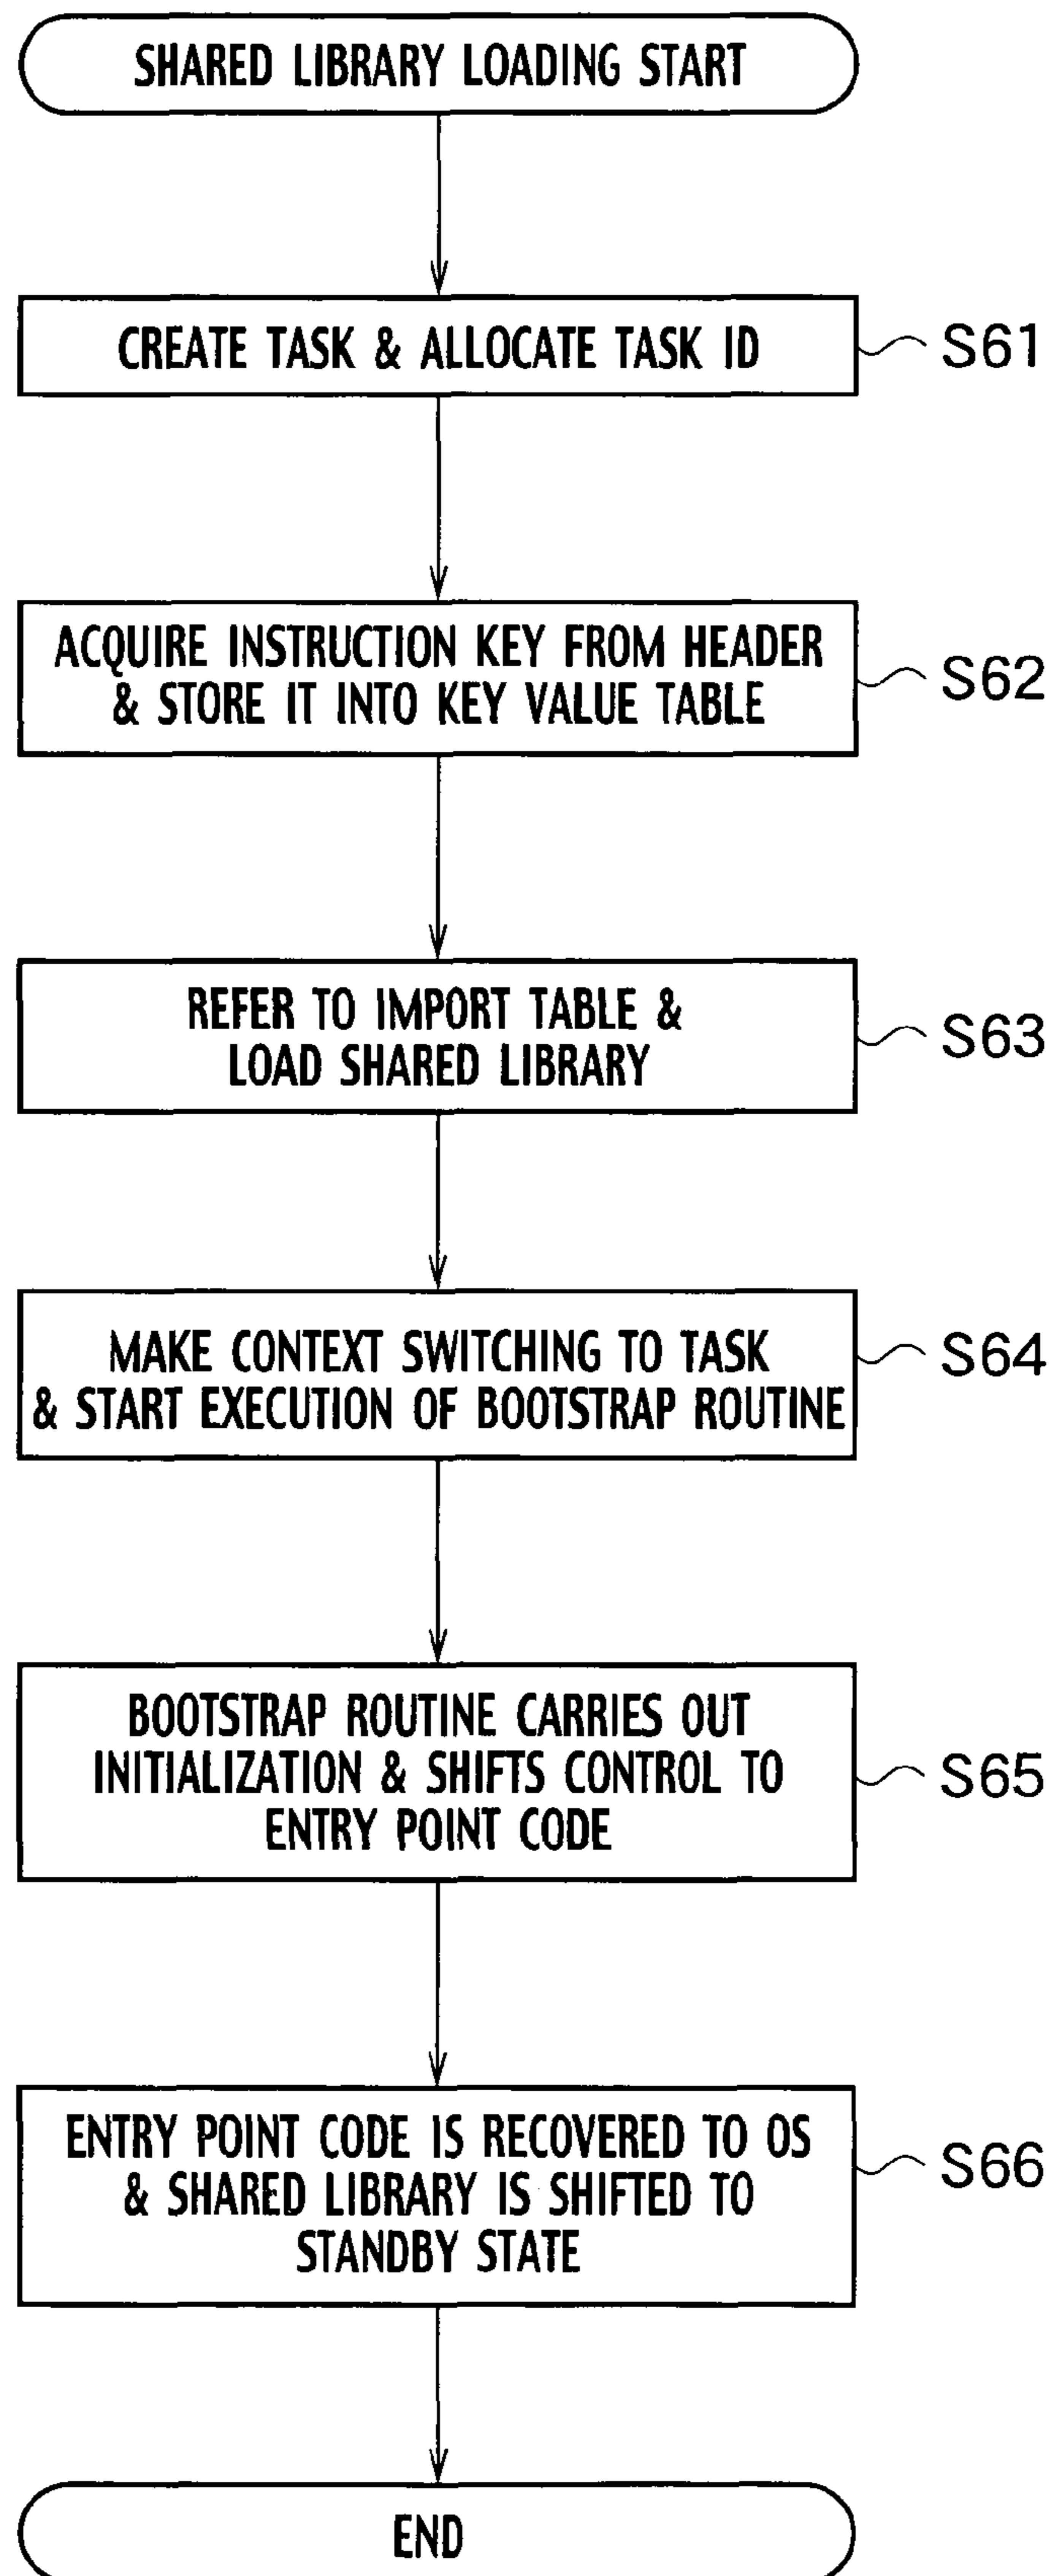 SHARED LIBRARY LOADING START
CREATE TASK & ALLOCATE TASK ID
S61
ACQUIRE INSTRUCTION KEY FROM HEADER
& STORE IT INTO KEY VALUE TABLE
S62
REFER TO IMPORT TABLE &
LOAD SHARED LIBRARY
S63
MAKE CONTEXT SWITCHING TO TASK
& START EXECUTION OF BOOTSTRAP ROUTINE
S64
BOOTSTRAP ROUTINE CARRIES OUT
INITIALIZATION & SHIFTS CONTROL TO
ENTRY POINT CODE
S65
ENTRY POINT CODE IS RECOVERED TO OS
& SHARED LIBRARY IS SHIFTED TO
STANDBY STATE
S66
END